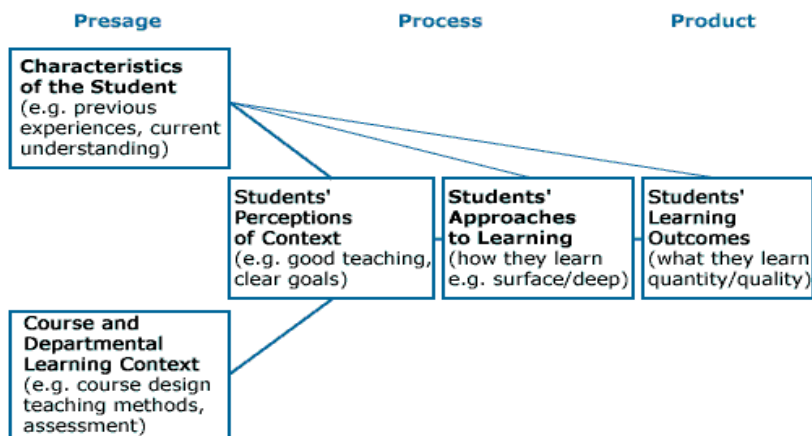 Presage
Process
Product
Characteristics
of the Student
(e.g. previous
experiences, current
understanding)
Students'
Perceptions
of Context
(e.g. good teaching,
clear goals)
Students'
Approaches
to Learning
(how they learn
e.g. surface/deep)
Students'
Learning
Outcomes
(what they learn
quantity/quality)
Course and
Departmental
Learning Context
(e.g. course design
teaching methods,
assessment)